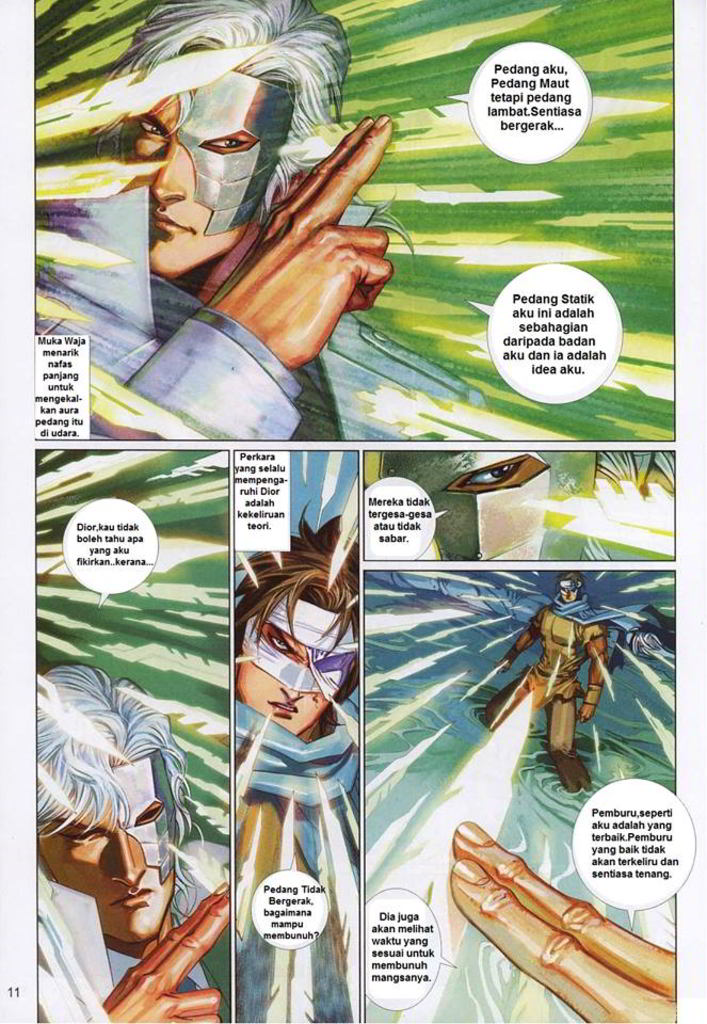 Pedang aku,
Pedang Maut
tetapi pedang
lambat.Sentiasa
bergerak...
Pedang Statik
aku ini adalah
sebahagian
daripada badan
aku dan ia adalah
idea aku.
Muka Waja
menarik
nafas
panjang
untuk
mengekal-
kan aura
pedang itu
di udara.
Dior,kau tidak
boleh tahu apa
yang aku
fikirkan..kerana...
Perkara
yang selalu
mempenga-
ruhi Dior
adalah
kekeliruan
teori.
Pedang Tidak
Bergerak,
bagaimana
mampu
membunuh?
Mereka tidak
tergesa-gesa
atau tidak
sabar.
Pemburu,seperti
aku adalah yang
terbaik.Pemburu
yang baik tidak
akan terkeliru dan
sentiasa tenang.
Dia juga
akan melihat
waktu yang
sesuai untuk
membunuh
mangsanya.
11